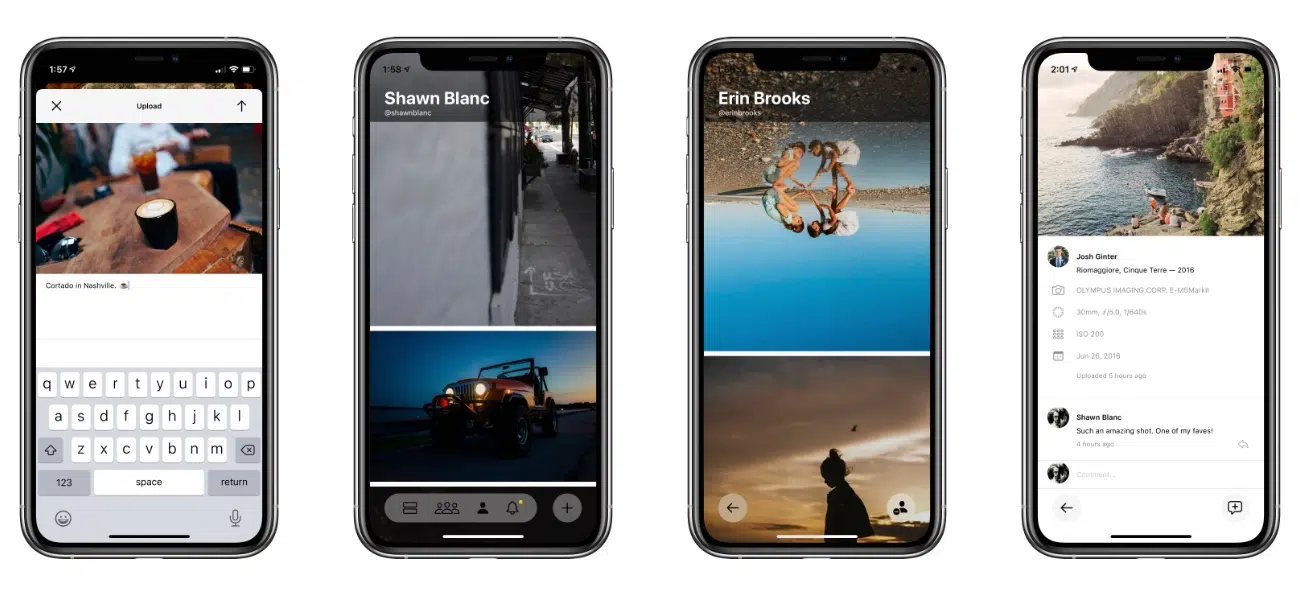 1:57
Upload
Cortado in Nashville. ☕
q w e r t y u i o p
a s d f g h j k l
z x c v b n m
123 space return
1:58
Shawn Blanc
@shawnblanc
Erin Brooks
@erinbrooks
2:01
Josh Ginter
Riomaggiore, Cinque Terre — 2016
OLYMPUS IMAGING CORP. E-M5MarkII
30mm, ƒ/5.0, 1/640s
ISO 200
Jun 26, 2016
Uploaded 5 hours ago
Shawn Blanc
Such an amazing shot. One of my faves!
4 hours ago
Comment...